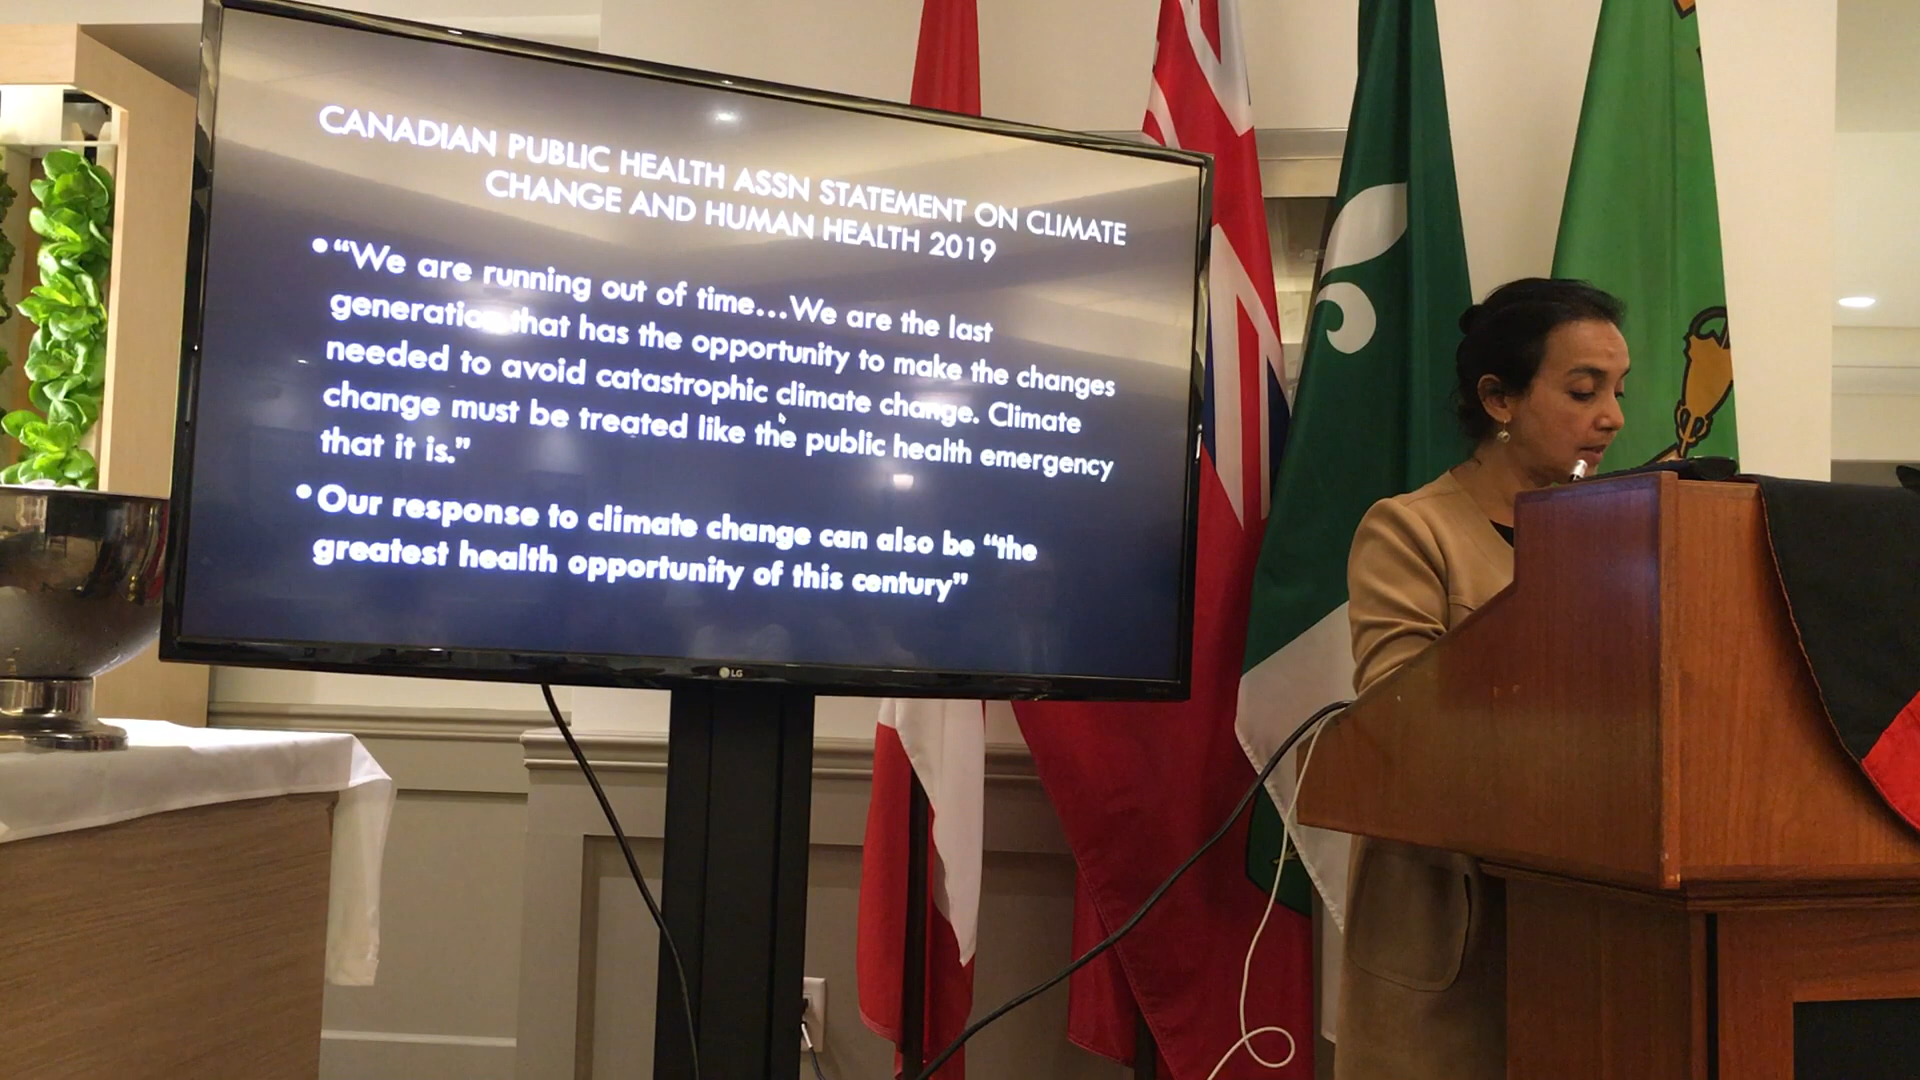 CANADIAN PUBLIC HEALTH ASSN STATEMENT ON CLIMATE
CHANGE AND HUMAN HEALTH 2019
•“We are running out of time...We are the last
generation that has the opportunity to make the changes
needed to avoid catastrophic climate change. Climate
change must be treated like the public health emergency
that it is.”
•Our response to climate change can also be “the
greatest health opportunity of this century”
LG